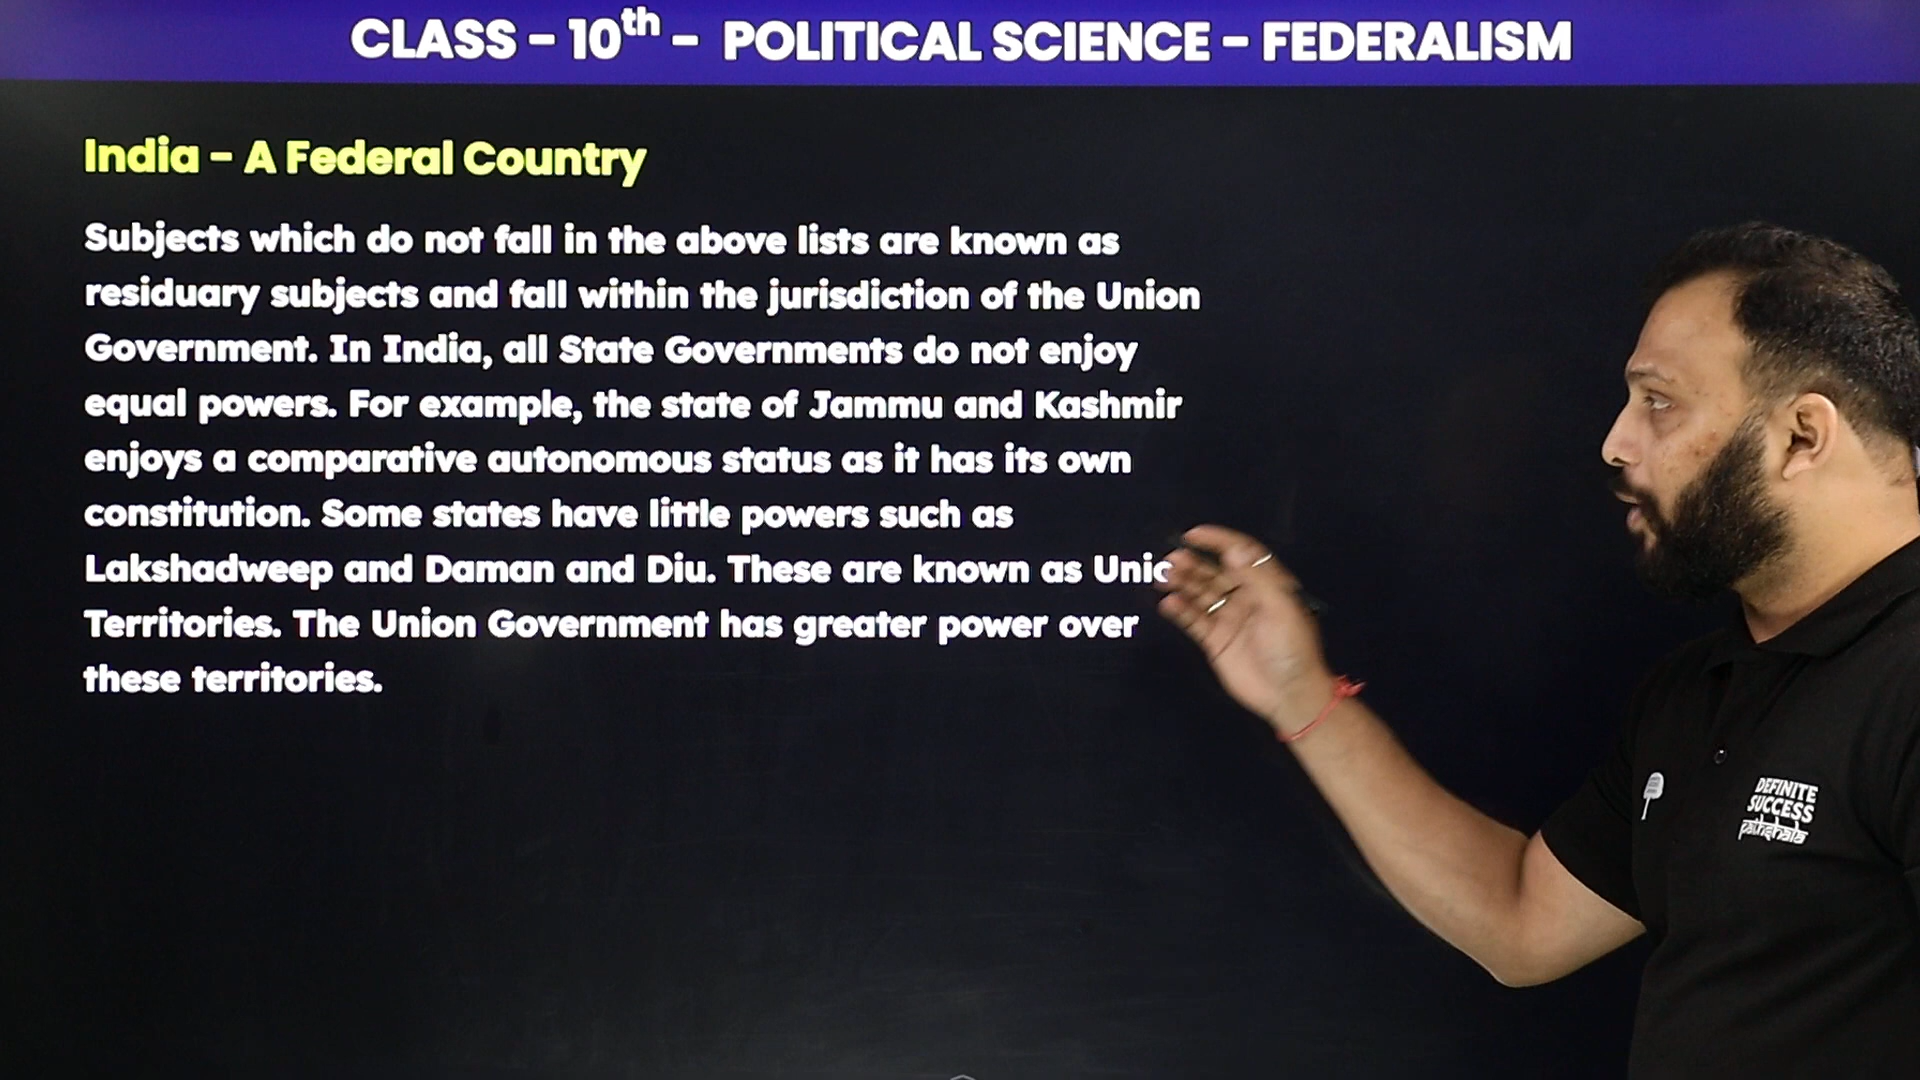 CLASS – 10th – POLITICAL SCIENCE – FEDERALISM
India – A Federal Country
Subjects which do not fall in the above lists are known as
residuary subjects and fall within the jurisdiction of the Union
Government. In India, all State Governments do not enjoy
equal powers. For example, the state of Jammu and Kashmir
enjoys a comparative autonomous status as it has its own
constitution. Some states have little powers such as
Lakshadweep and Daman and Diu. These are known as
Territories. The Union Government has greater power over
these territories.
DEFINITE
SUCCESS
pathshala